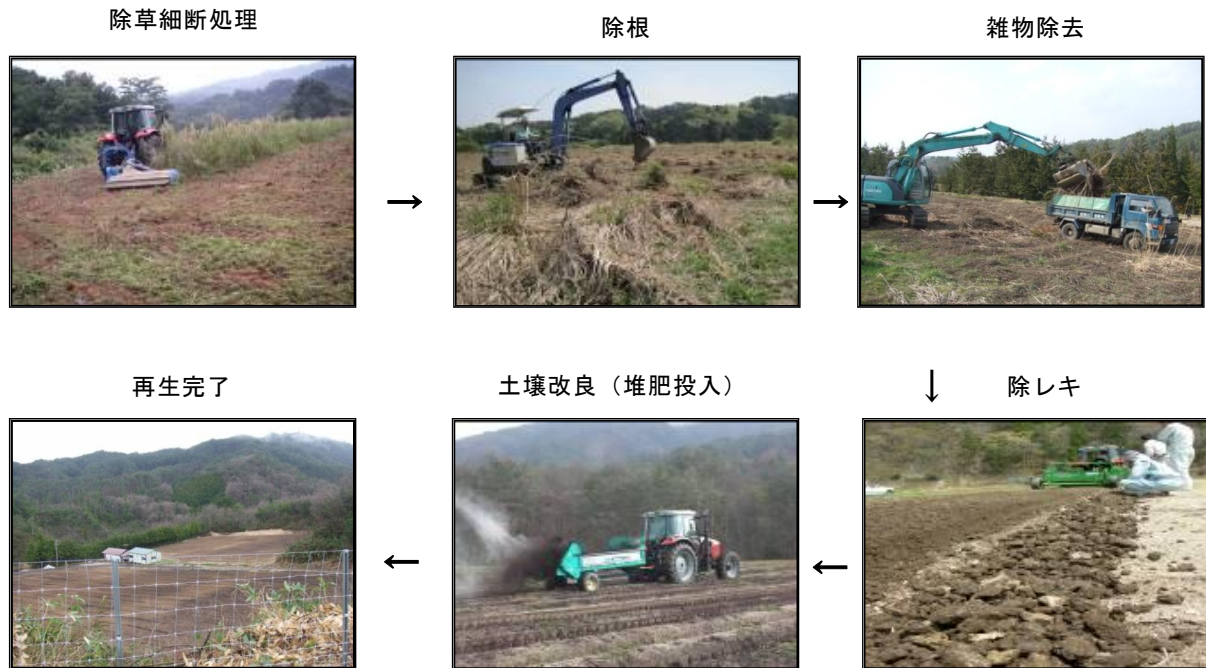 除草細断処理
除根
雑物除去
→
→
↓
除レキ
土壌改良（堆肥投入）
再生完了
←
←